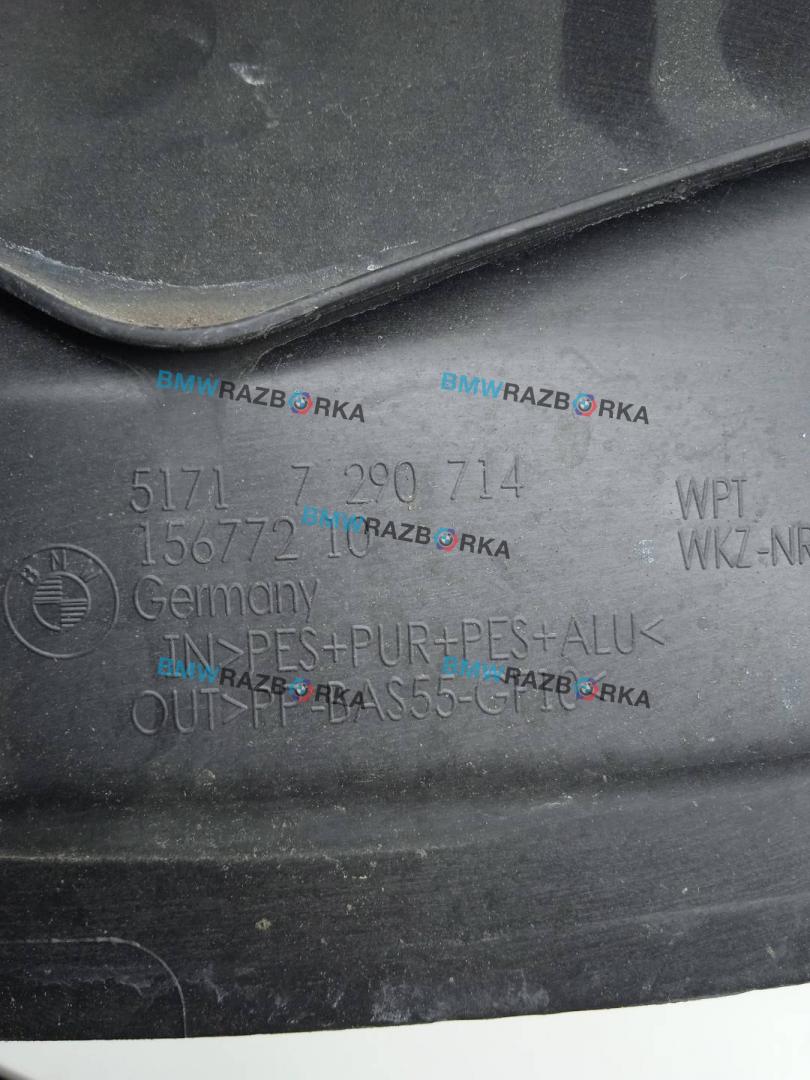 BMWRAZBORKA BMWRAZBORKA
5171 7 290 714 WPT
BMWRAZBORKA
156772 10 WKZ-NR
BMW Germany
IN>PES+PUR+PES+ALU<
BMWRAZBORKA BMWRAZBORKA